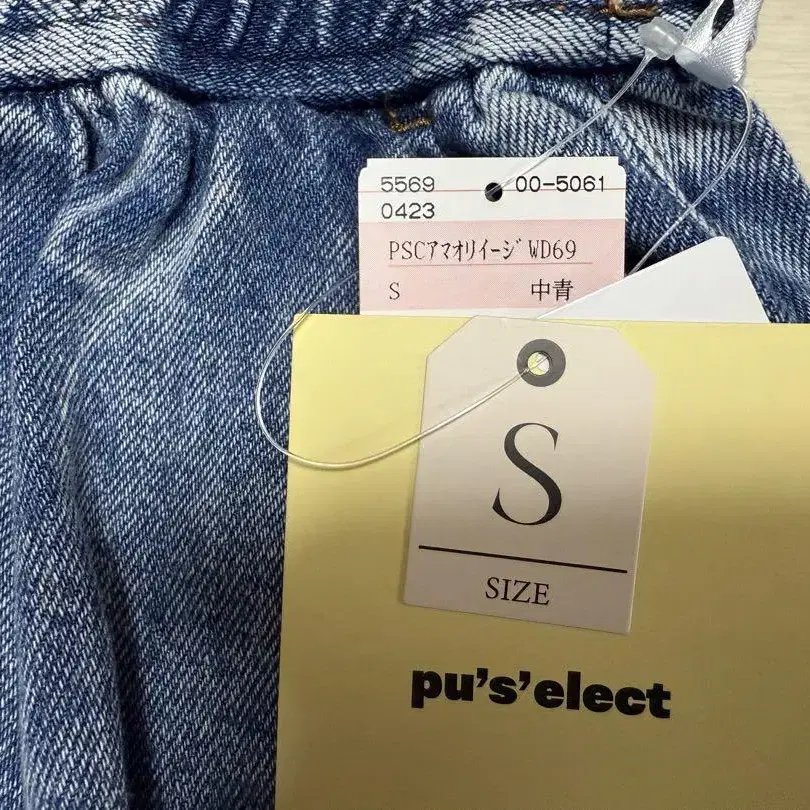 5569 00-5061
0423
PSCｱﾏｵﾘｲｰｼﾞ WD69
S 中青
S
SIZE
pu's'elect